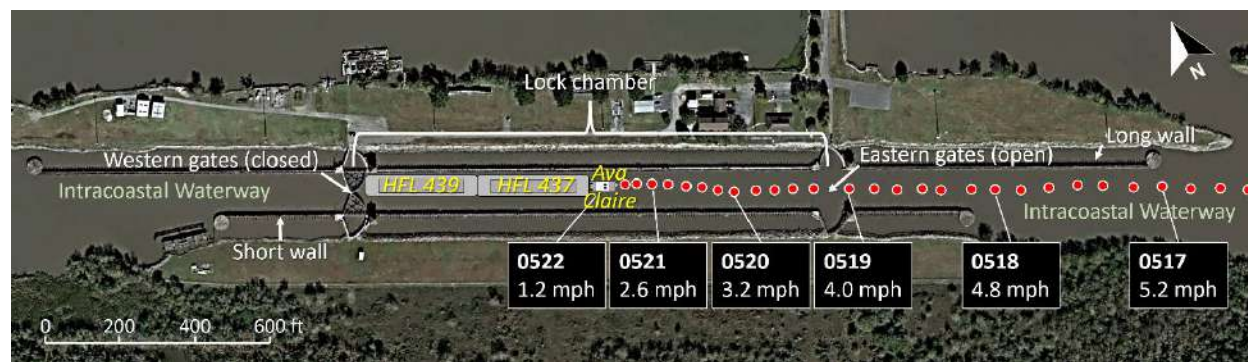 Lock chamber
Western gates (closed)
Eastern gates (open)
Long wall
Ava
Claire
HFL 439
HFL 437
Intracoastal Waterway
Intracoastal Waterway
Short wall
0522
1.2 mph
0521
2.6 mph
0520
3.2 mph
0519
4.0 mph
0518
4.8 mph
0517
5.2 mph
0 200 400 600 ft
N